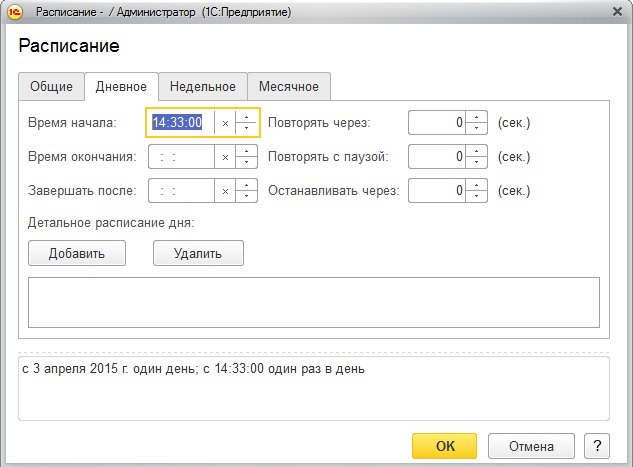 1С Расписание - / Администратор (1С:Предприятие)
Расписание
Общие Дневное Недельное Месячное
Время начала: 14:33:00 × Повторять через: 0 (сек.)
Время окончания: : : × Повторять с паузой: 0 (сек.)
Завершать после: : : × Останавливать через: 0 (сек.)
Детальное расписание дня:
Добавить Удалить
с 3 апреля 2015 г. один день; с 14:33:00 один раз в день
ОК Отмена ?